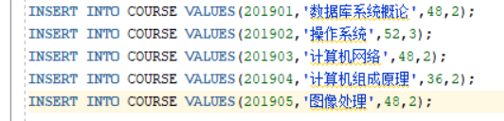 INSERT INTO COURSE VALUES(201901,'数据库系统概论',48,2);
INSERT INTO COURSE VALUES(201902,'操作系统',52,3);
INSERT INTO COURSE VALUES(201903,'计算机网络',48,2);
INSERT INTO COURSE VALUES(201904,'计算机组成原理',36,2);
INSERT INTO COURSE VALUES(201905,'图像处理',48,2);